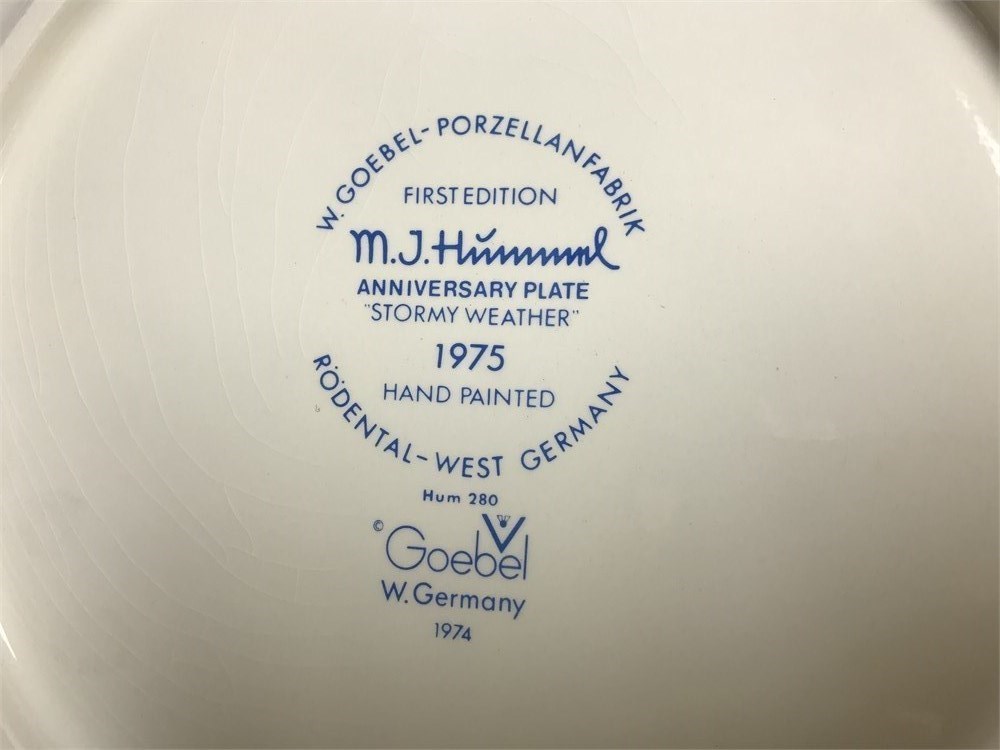 W. GOEBEL-PORZELLANFABRIK
FIRST EDITION
M.J.Hummel
ANNIVERSARY PLATE
"STORMY WEATHER"
1975
HAND PAINTED
RÖDENTAL-WEST GERMANY
Hum 280
© Goebel
W. Germany
1974